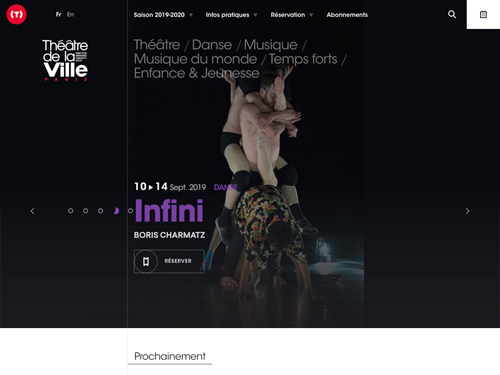 (T)
Fr En
Saison 2019-2020 Infos pratiques Réservation Abonnements
Théâtre
de la
Ville
PARIS
Théâtre / Danse / Musique /
Musique du monde / Temps forts /
Enfance & Jeunesse
10 ▸ 14 Sept. 2019 DANSE
Infini
BORIS CHARMATZ
RÉSERVER
Prochainement